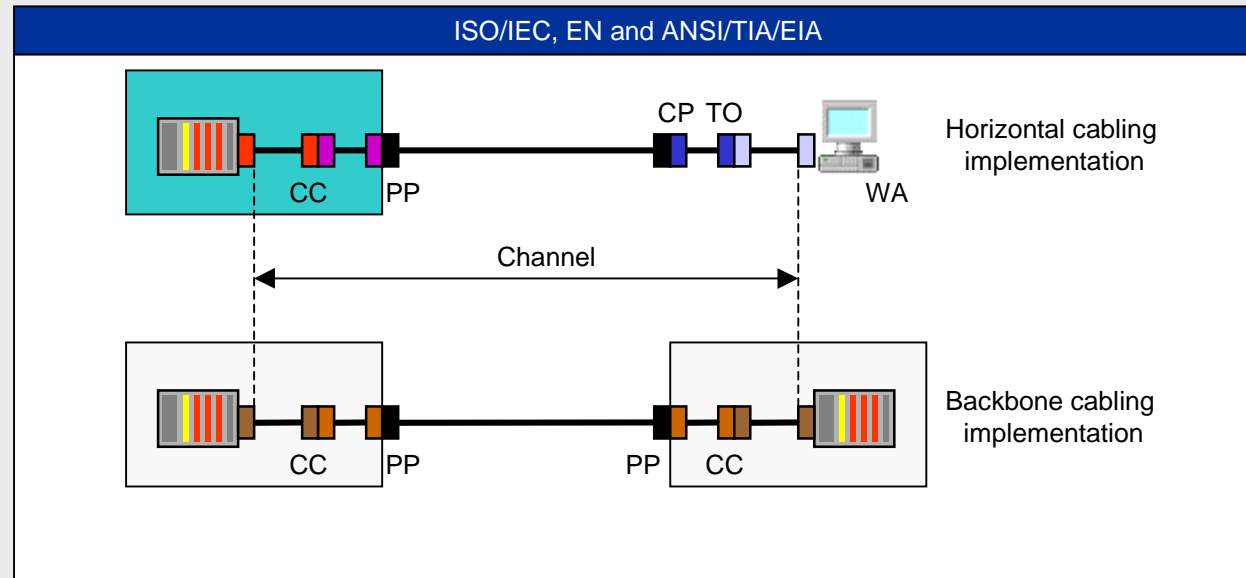 ISO/IEC, EN and ANSI/TIA/EIA
CP TO
Horizontal cabling
implementation
CC PP WA
Channel
Backbone cabling
implementation
CC PP PP CC